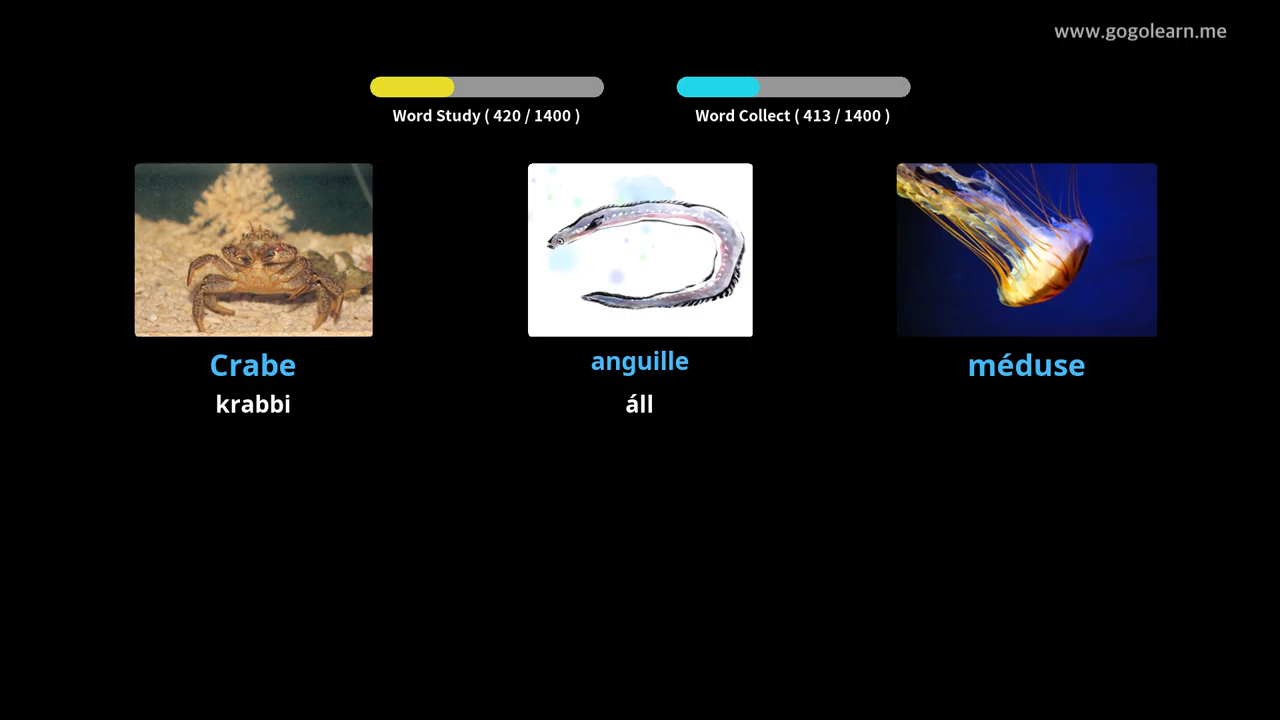 www.gogolearn.me
Word Study ( 420 / 1400 )
Word Collect ( 413 / 1400 )
Crabe
anguille
méduse
krabbi
áll